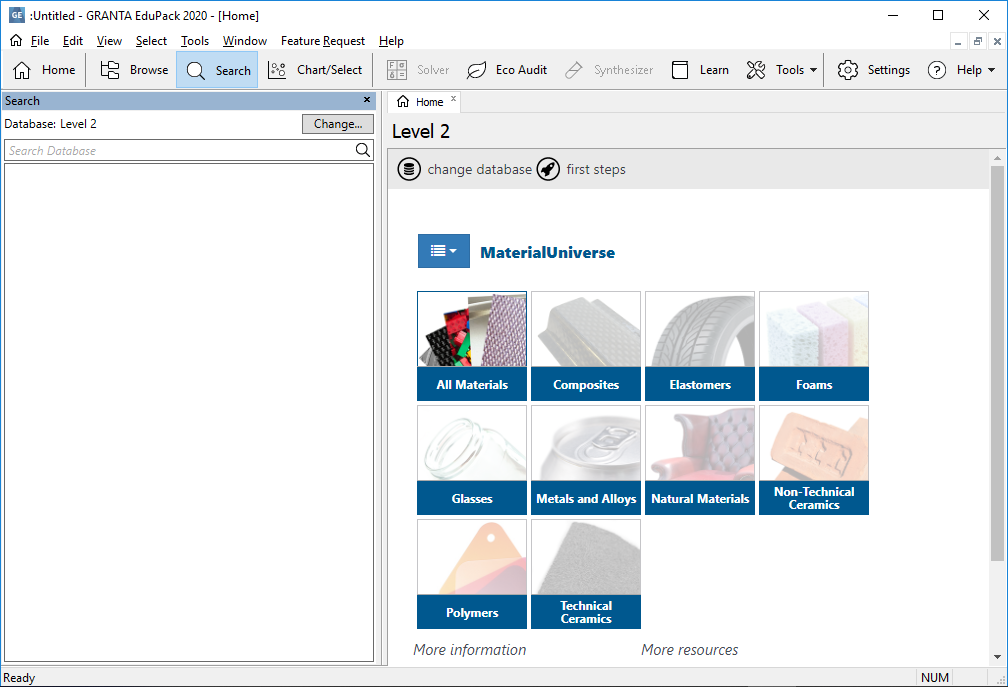 GE :Untitled - GRANTA EduPack 2020 - [Home]
File Edit View Select Tools Window Feature Request Help
Home Browse Search Chart/Select Solver Eco Audit Synthesizer Learn Tools Settings ? Help
Search
Database: Level 2 Change...
Search Database
Home
Level 2
change database first steps
MaterialUniverse
All Materials Composites Elastomers Foams
Glasses Metals and Alloys Natural Materials Non-Technical
Ceramics
Polymers Technical
Ceramics
More information More resources
Ready NUM